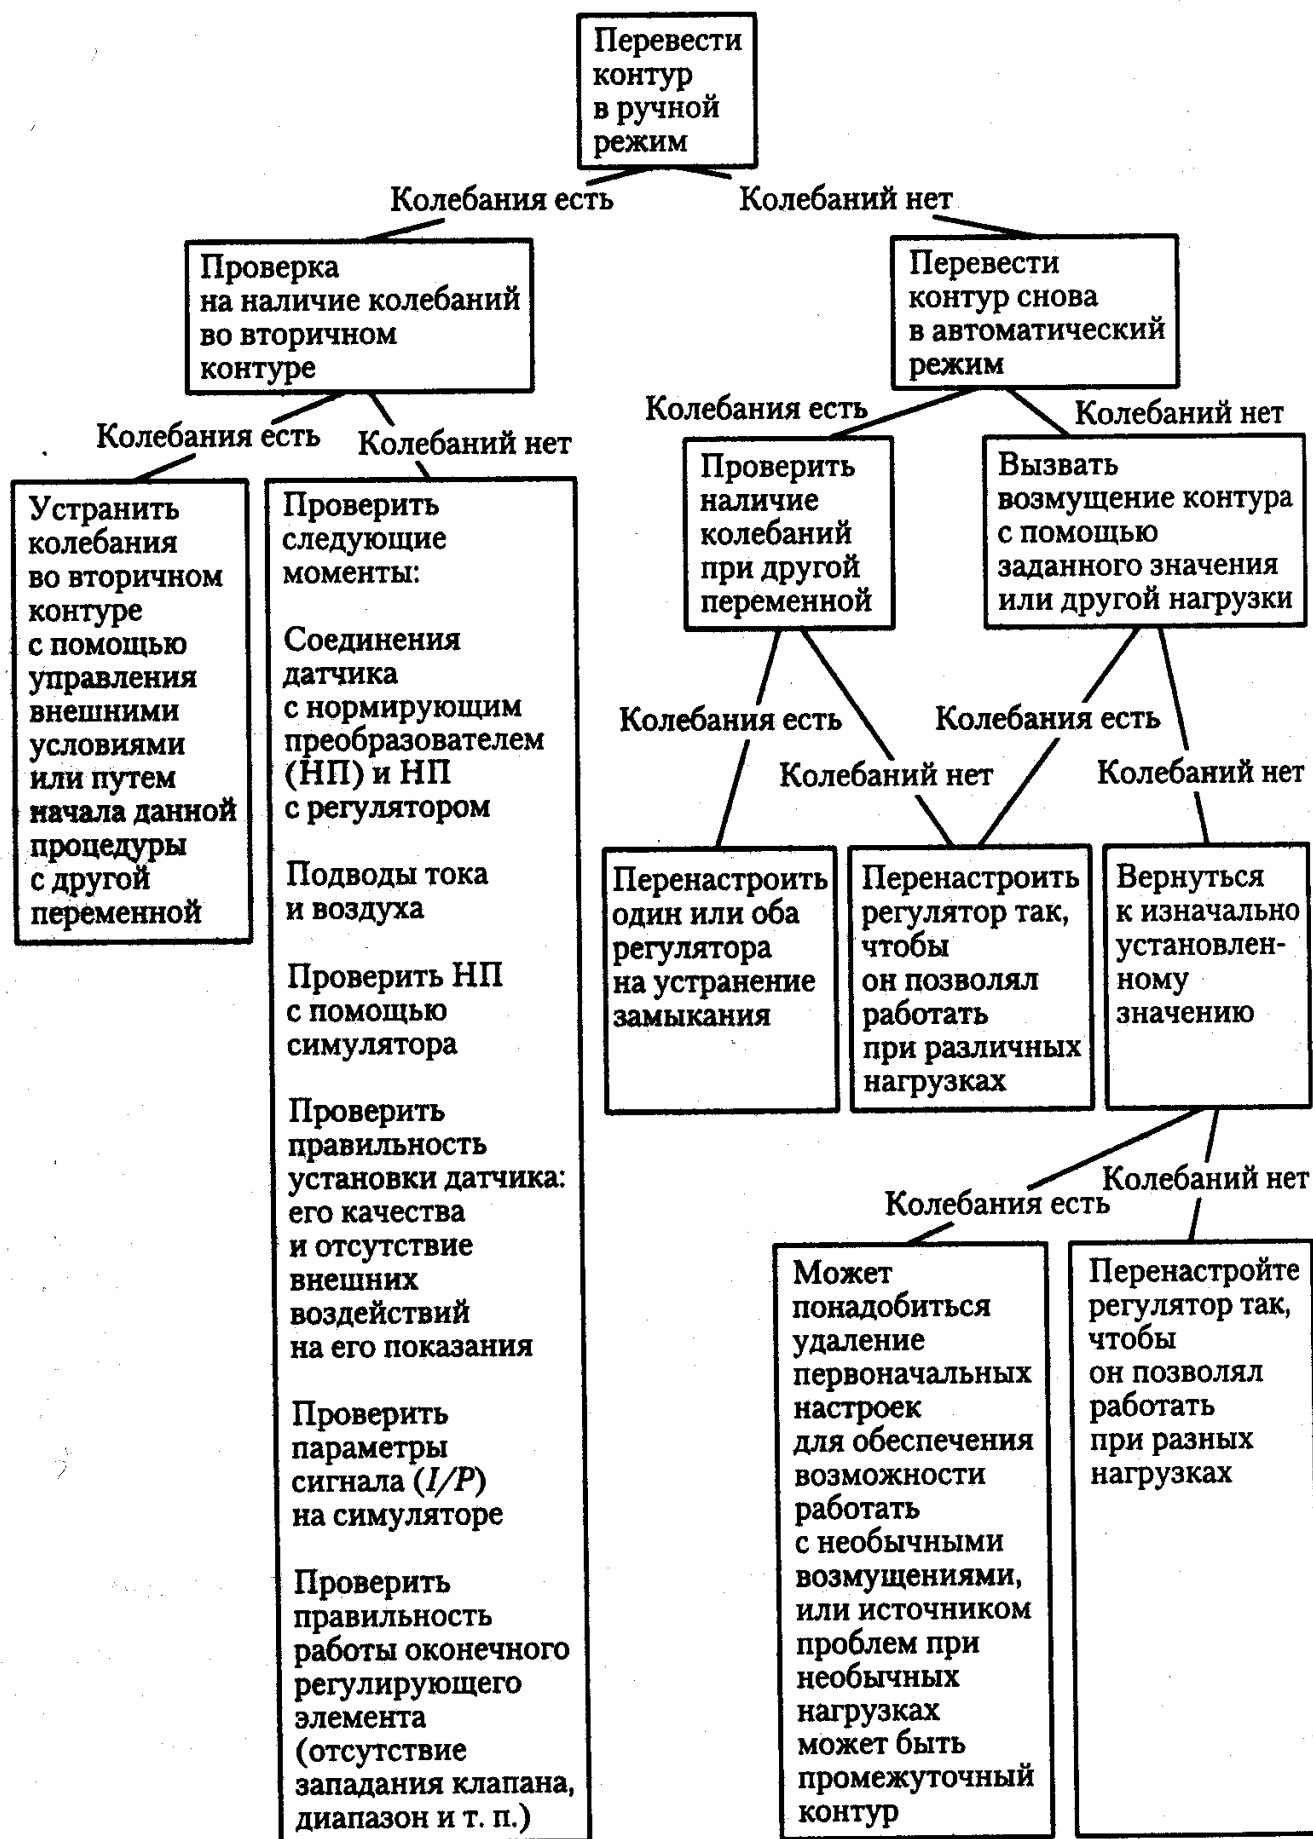 Перевести
контур
в ручной
режим
Колебания есть
Колебаний нет
Проверка
на наличие колебаний
во вторичном
контуре
Перевести
контур снова
в автоматический
режим
Колебания есть
Колебаний нет
Колебания есть
Колебаний нет
Устранить
колебания
во вторичном
контуре
с помощью
управления
внешними
условиями
или путем
начала данной
процедуры
с другой
переменной
Проверить
следующие
моменты:
Соединения
датчика
с нормирующим
преобразователем
(НП) и НП
с регулятором
Подводы тока
и воздуха
Проверить НП
с помощью
симулятора
Проверить
правильность
установки датчика:
его качества
и отсутствие
внешних
воздействий
на его показания
Проверить
параметры
сигнала (I/P)
на симуляторе
Проверить
правильность
работы оконечного
регулирующего
элемента
(отсутствие
западания клапана,
диапазон и т. п.)
Проверить
наличие
колебаний
при другой
переменной
Вызвать
возмущение контура
с помощью
заданного значения
или другой нагрузки
Колебания есть
Колебаний нет
Колебания есть
Колебаний нет
Перенастроить
один или оба
регулятора
на устранение
замыкания
Перенастроить
регулятор так,
чтобы
он позволял
работать
при различных
нагрузках
Вернуться
к изначально
установлен-
ному
значению
Колебания есть
Колебаний нет
Может
понадобиться
удаление
первоначальных
настроек
для обеспечения
возможности
работать
с необычными
возмущениями,
или источником
проблем при
необычных
нагрузках
может быть
промежуточный
контур
Перенастройте
регулятор так,
чтобы
он позволял
работать
при разных
нагрузках